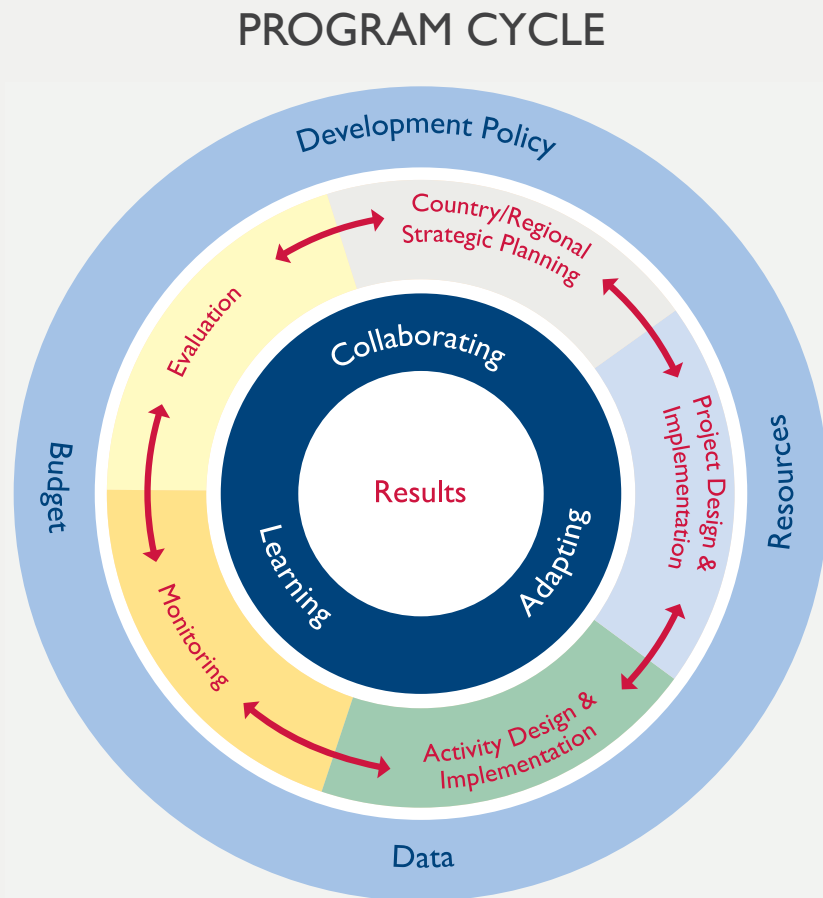 PROGRAM CYCLE
Development Policy
Country/Regional
Strategic Planning
Evaluation
Collaborating
Project Design &
Implementation
Resources
Budget
Results
Learning
Adapting
Monitoring
Activity Design &
Implementation
Data